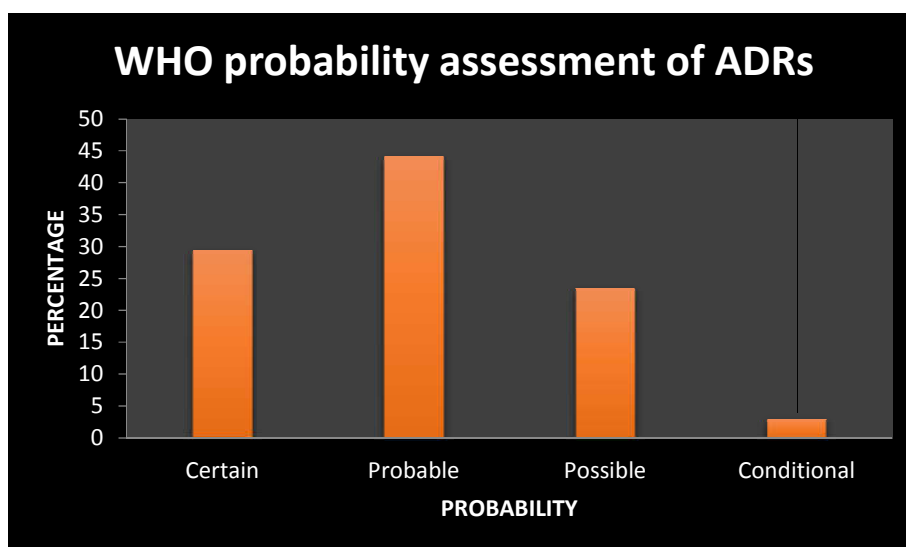 WHO probability assessment of ADRs
50
45
40
35
30
25
20
15
10
5
0
PERCENTAGE
Certain Probable Possible Conditional
PROBABILITY